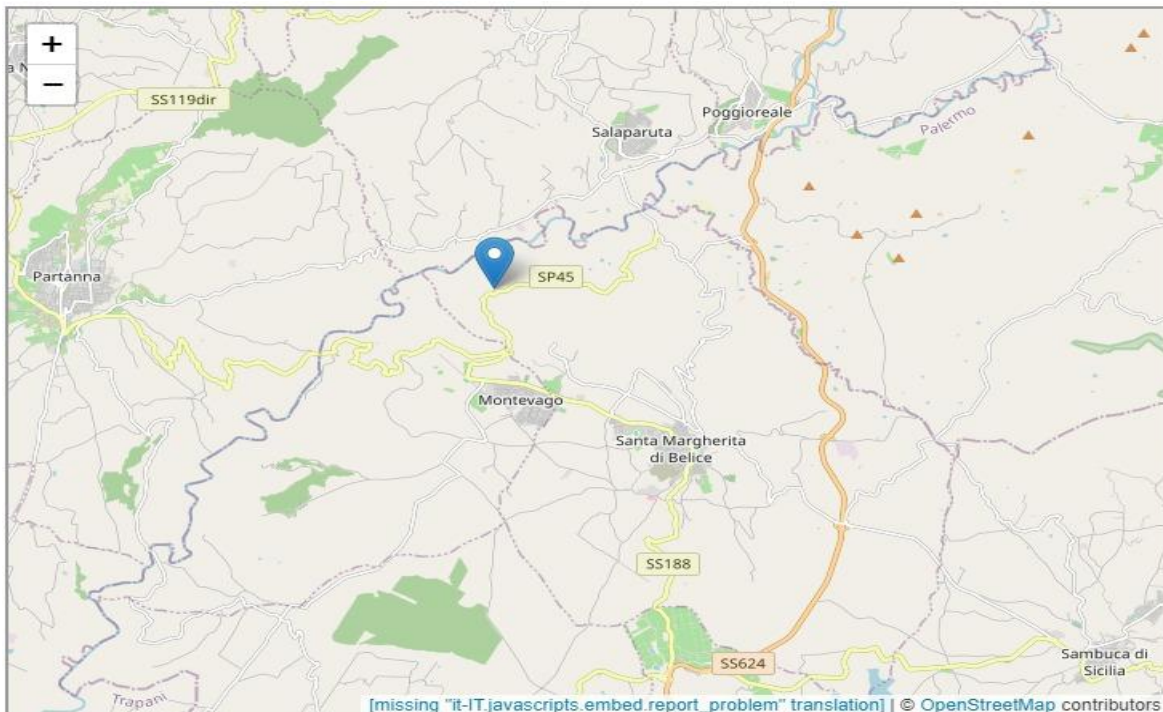 +
−
SS119dir
Poggioreale
Salaparuta
Palermo
Partanna
SP45
Montevago
Santa Margherita
di Belice
SS188
SS624
Sambuca di
Sicilia
Trapani
[missing "it-IT.javascripts.embed.report_problem" translation] | © OpenStreetMap contributors